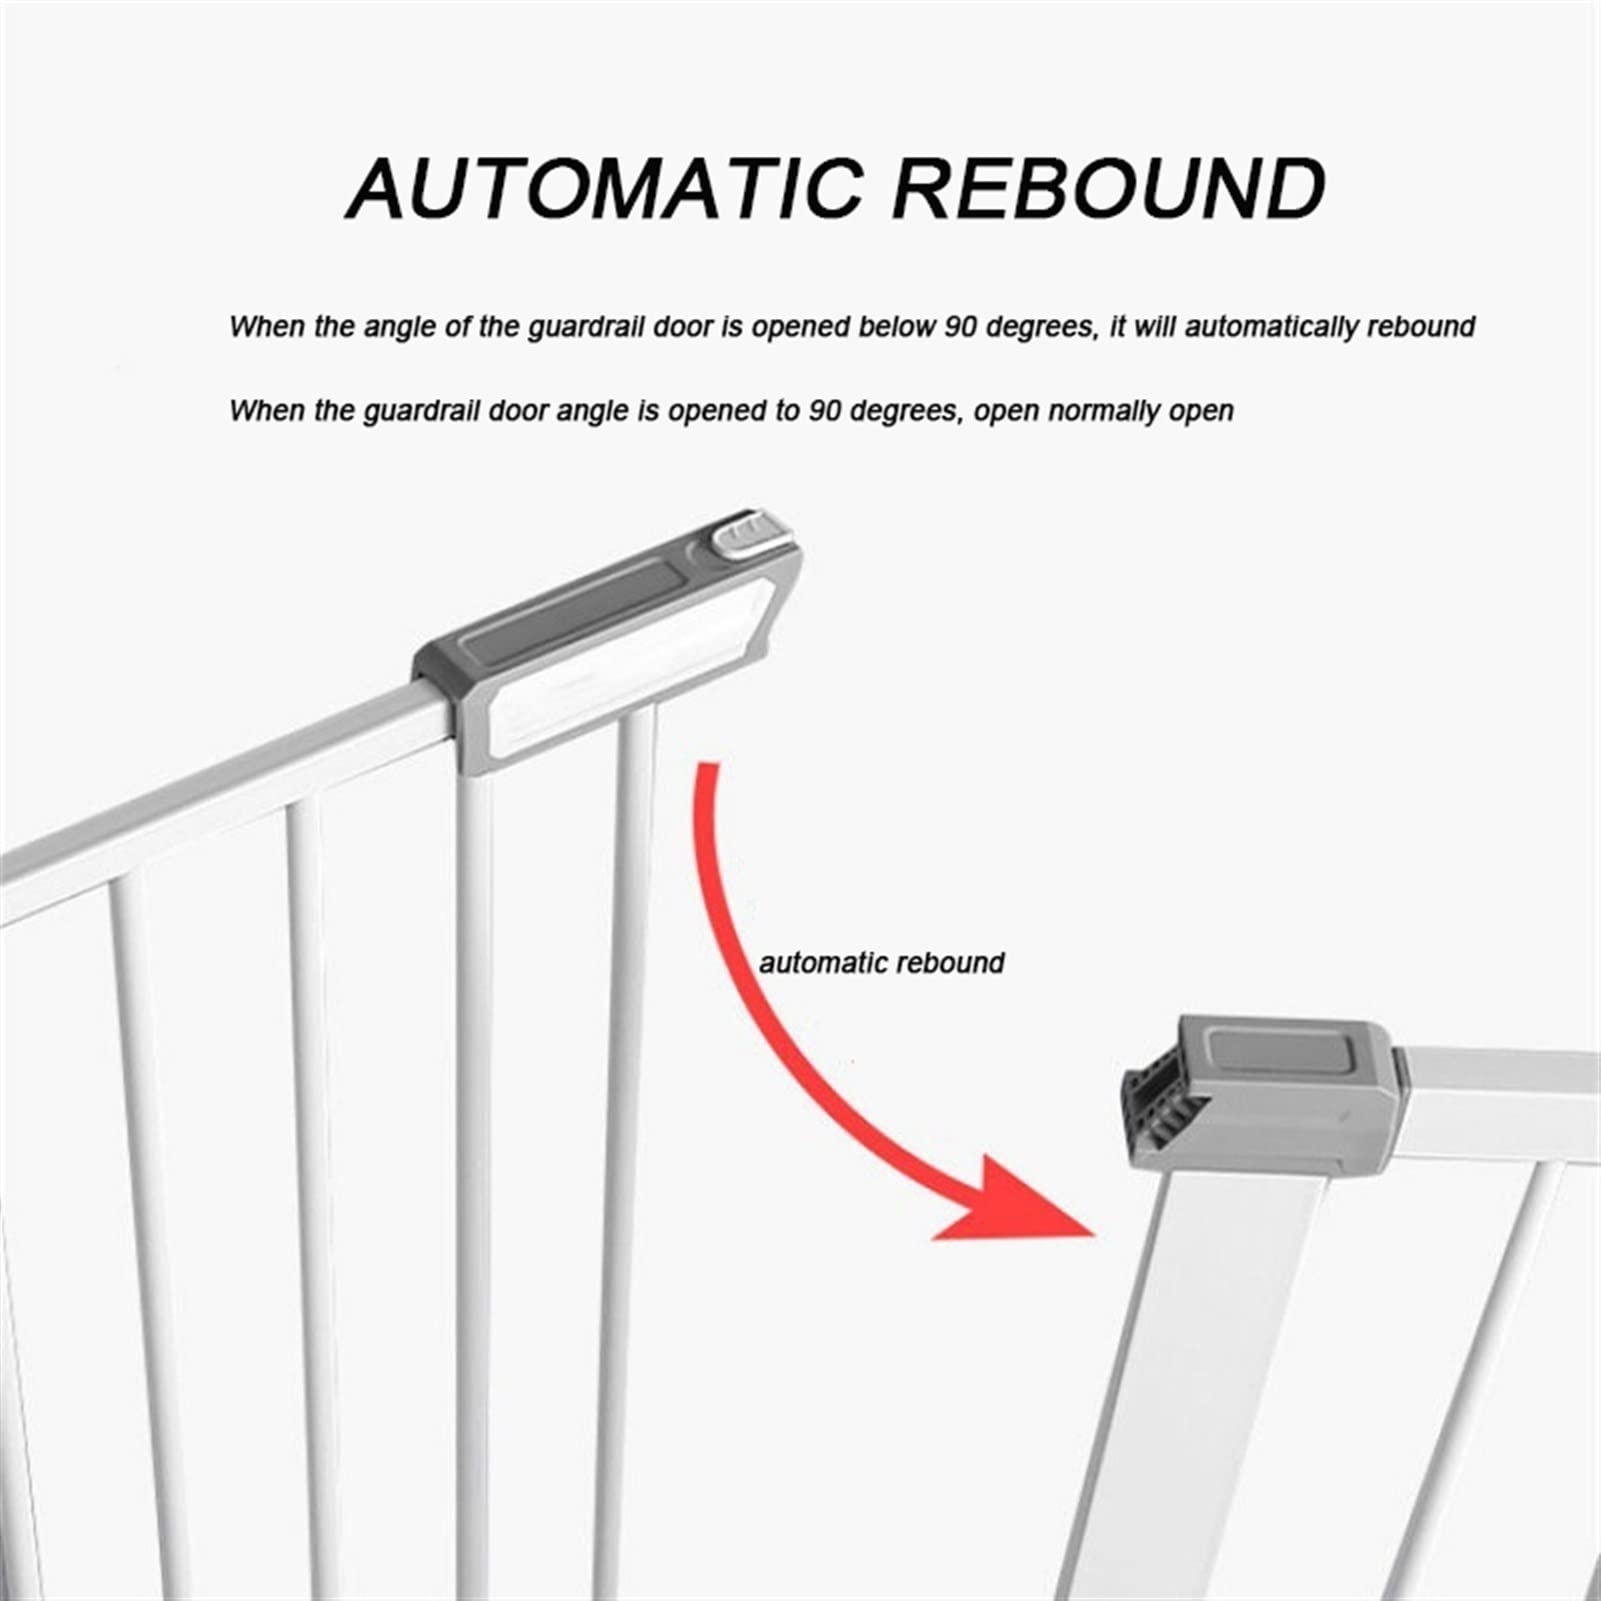 AUTOMATIC REBOUND
When the angle of the guardrail door is opened below 90 degrees, it will automatically rebound
When the guardrail door angle is opened to 90 degrees, open normally open
automatic rebound